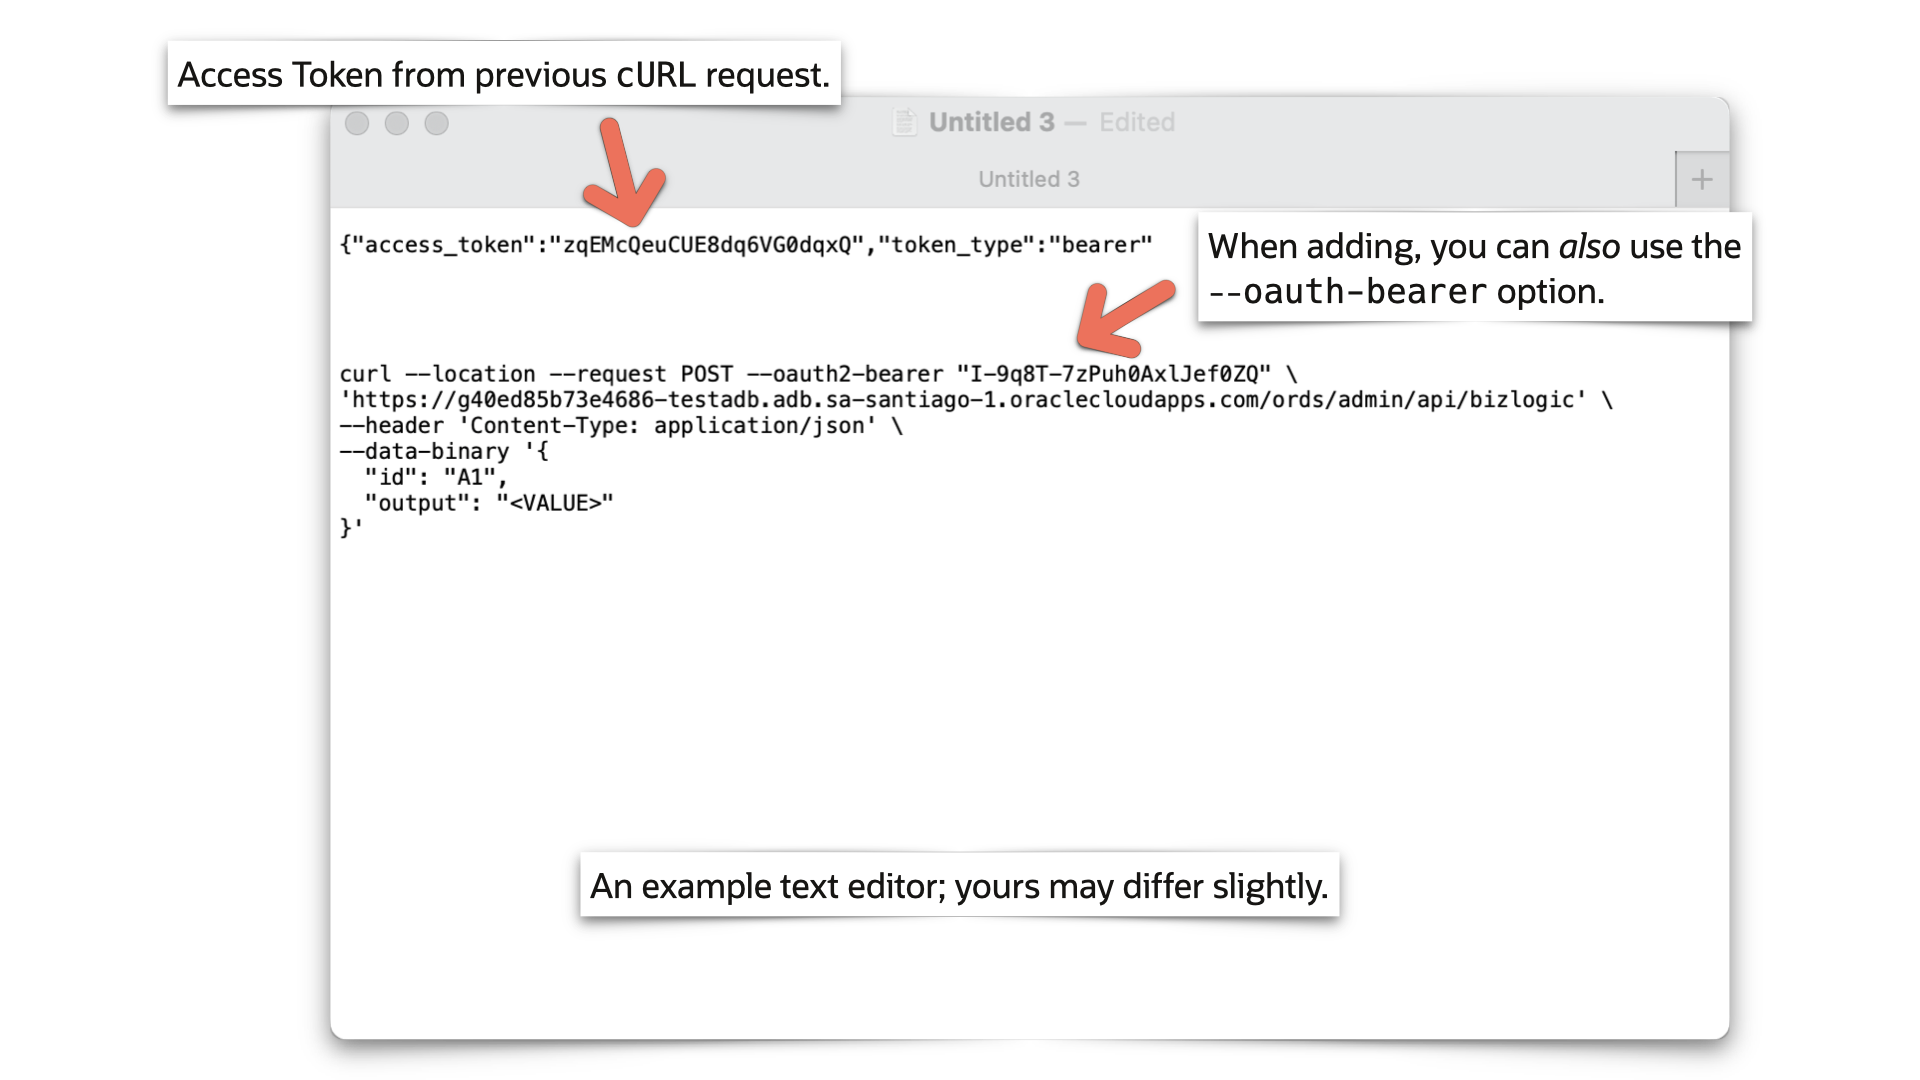 Access Token from previous cURL request.
Untitled 3 — Edited
Untitled 3
+
{"access_token":"zqEMcQeuCUE8dq6VG0dqxQ","token_type":"bearer"
When adding, you can also use the
--oauth-bearer option.
curl --location --request POST --oauth2-bearer "I-9q8T-7zPuh0AxlJef0ZQ" \
'https://g40ed85b73e4686-testadb.adb.sa-santiago-1.oraclecloudapps.com/ords/admin/api/bizlogic' \
--header 'Content-Type: application/json' \
--data-binary '{
  "id": "A1",
  "output": "<VALUE>"
}'
An example text editor; yours may differ slightly.